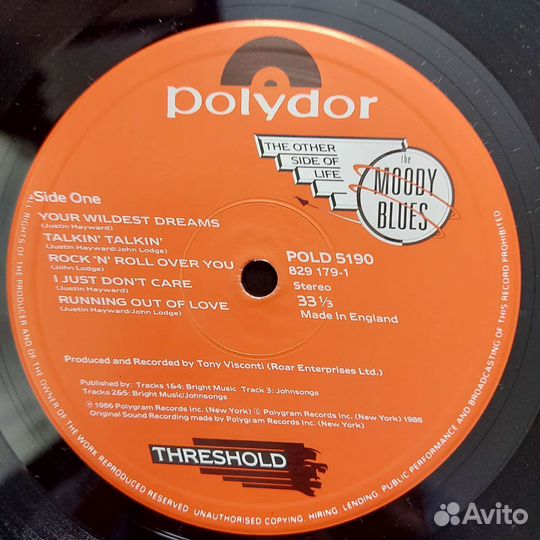 polydor
THE OTHER
SIDE OF
LIFE
the
MOODY
BLUES
Side One
YOUR WILDEST DREAMS
(Justin Hayward)
TALKIN' TALKIN'
(Justin Hayward/John Lodge)
ROCK 'N' ROLL OVER YOU
(John Lodge)
I JUST DON'T CARE
(Justin Hayward)
RUNNING OUT OF LOVE
(Justin Hayward/John Lodge)
POLD 5190
829 179-1
Stereo
33 1/3
Made in England
Produced and Recorded by Tony Visconti (Roar Enterprises Ltd.)
Published by: Tracks 1&4: Bright Music Track 3: Johnsongs
Tracks 2&5: Bright Music/Johnsongs
℗ 1986 Polygram Records Inc. (New York) © Polygram Records Inc. (New York) 1986
Original Sound Recording made by Polygram Records Inc. (New York)
THRESHOLD
ALL RIGHTS OF THE PRODUCER AND OF THE OWNER OF THE WORK REPRODUCED RESERVED UNAUTHORISED COPYING, HIRING, LENDING, PUBLIC PERFORMANCE AND BROADCASTING OF THIS RECORD PROHIBITED
Avito